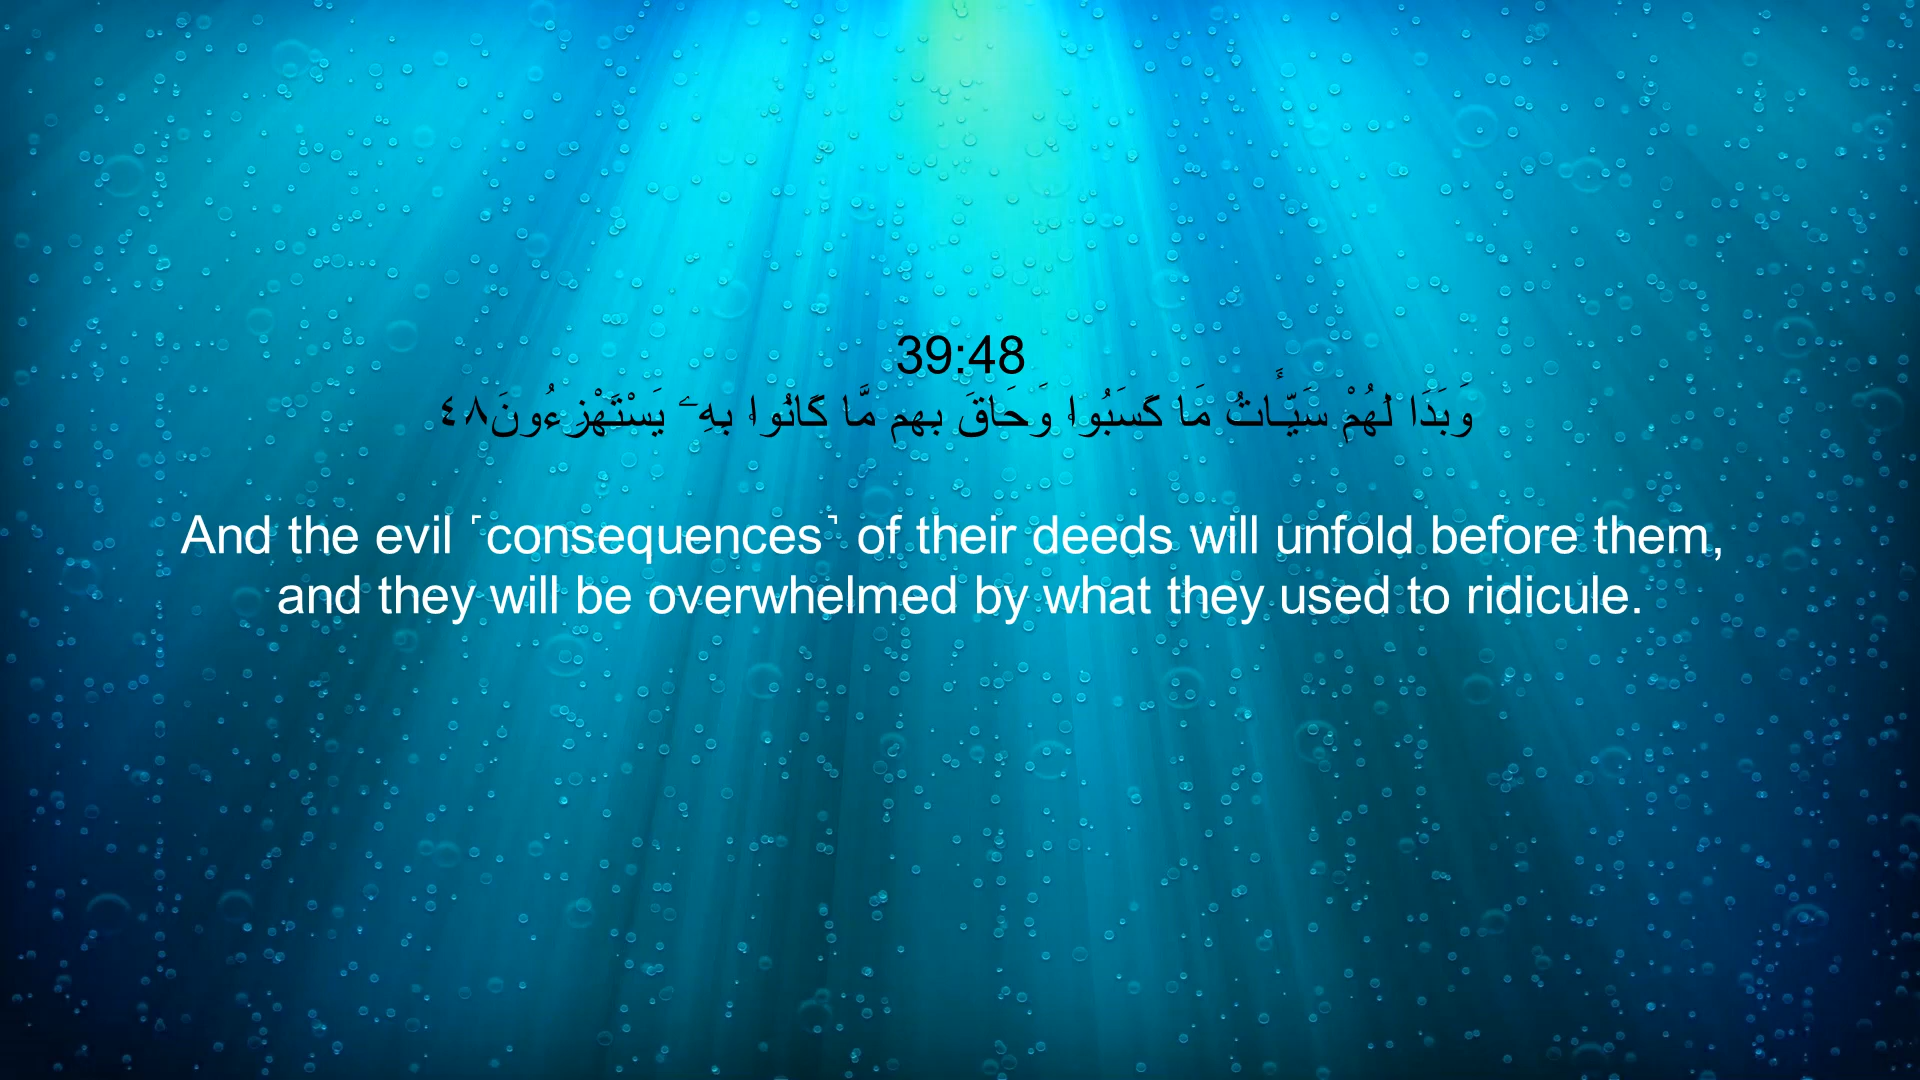 39:48
وَبَدَا لَهُمْ سَيِّـَٔاتُ مَا كَسَبُوا۟ وَحَاقَ بِهِم مَّا كَانُوا۟ بِهِۦ يَسْتَهْزِءُونَ٤٨
And the evil ˹consequences˺ of their deeds will unfold before them,
and they will be overwhelmed by what they used to ridicule.